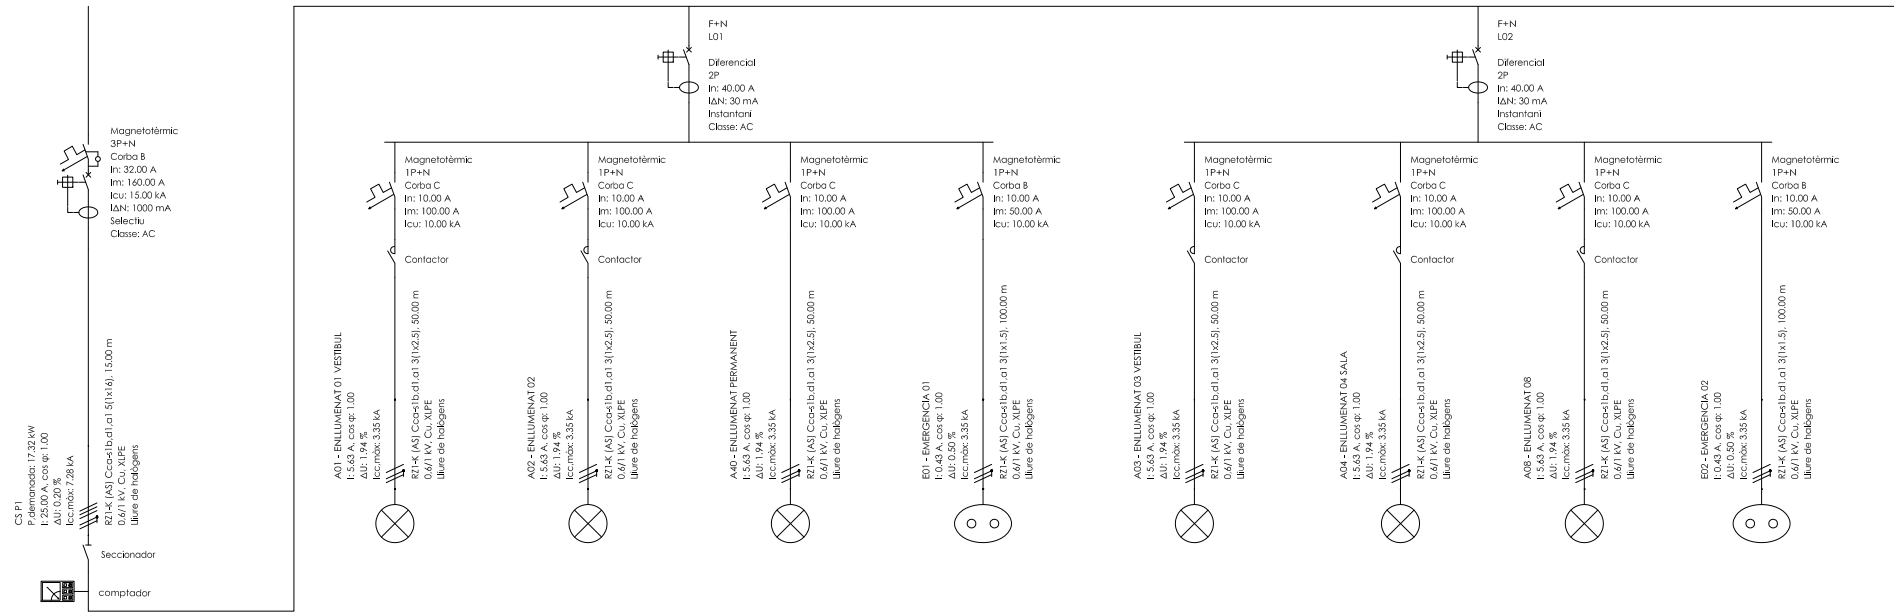 Magnetotèrmic
3P+N
Corba B
In: 32.00 A
Im: 160.00 A
Icu: 15.00 kA
IΔN: 1000 mA
Selectiu
Classe: AC
CS P1
P.demanada: 17.32 kW
I: 25.00 A, cos φ: 1.00
ΔU: 0.20 %
Icc.máx: 7.28 kA
RZ1-K (AS) Cca-s1b,d1,a1 5(1x16), 15.00 m
0,6/1 kV, Cu, XLPE
Lliure de halògens
Seccionador
comptador
F+N
L01
Diferencial
2P
In: 40.00 A
IΔN: 30 mA
Instantani
Classe: AC
Magnetotèrmic
1P+N
Corba C
In: 10.00 A
Im: 100.00 A
Icu: 10.00 kA
Contactor
A01 - ENLLUMENAT 01 VESTIBUL
I: 5.63 A, cos φ: 1.00
ΔU: 1.94 %
Icc.máx: 3.35 kA
RZ1-K (AS) Cca-s1b,d1,a1 3(1x2.5), 50.00 m
0,6/1 kV, Cu, XLPE
Lliure de halògens
Magnetotèrmic
1P+N
Corba C
In: 10.00 A
Im: 100.00 A
Icu: 10.00 kA
Contactor
A02 - ENLLUMENAT 02
I: 5.63 A, cos φ: 1.00
ΔU: 1.94 %
Icc.máx: 3.35 kA
RZ1-K (AS) Cca-s1b,d1,a1 3(1x2.5), 50.00 m
0,6/1 kV, Cu, XLPE
Lliure de halògens
Magnetotèrmic
1P+N
Corba C
In: 10.00 A
Im: 100.00 A
Icu: 10.00 kA
A40 - ENLLUMENAT PERMANENT
I: 5.63 A, cos φ: 1.00
ΔU: 1.94 %
Icc.máx: 3.35 kA
RZ1-K (AS) Cca-s1b,d1,a1 3(1x2.5), 50.00 m
0,6/1 kV, Cu, XLPE
Lliure de halògens
Magnetotèrmic
1P+N
Corba B
In: 10.00 A
Im: 50.00 A
Icu: 10.00 kA
E01 - EMERGENCIA 01
I: 0.43 A, cos φ: 1.00
ΔU: 0.50 %
Icc.máx: 3.35 kA
RZ1-K (AS) Cca-s1b,d1,a1 3(1x1.5), 100.00 m
0,6/1 kV, Cu, XLPE
Lliure de halògens
F+N
L02
Diferencial
2P
In: 40.00 A
IΔN: 30 mA
Instantani
Classe: AC
Magnetotèrmic
1P+N
Corba C
In: 10.00 A
Im: 100.00 A
Icu: 10.00 kA
Contactor
A03 - ENLLUMENAT 03 VESTIBUL
I: 5.63 A, cos φ: 1.00
ΔU: 1.94 %
Icc.máx: 3.35 kA
RZ1-K (AS) Cca-s1b,d1,a1 3(1x2.5), 50.00 m
0,6/1 kV, Cu, XLPE
Lliure de halògens
Magnetotèrmic
1P+N
Corba C
In: 10.00 A
Im: 100.00 A
Icu: 10.00 kA
Contactor
A04 - ENLLUMENAT 04 SALA
I: 5.63 A, cos φ: 1.00
ΔU: 1.94 %
Icc.máx: 3.35 kA
RZ1-K (AS) Cca-s1b,d1,a1 3(1x2.5), 50.00 m
0,6/1 kV, Cu, XLPE
Lliure de halògens
Magnetotèrmic
1P+N
Corba C
In: 10.00 A
Im: 100.00 A
Icu: 10.00 kA
Contactor
A08 - ENLLUMENAT 08
I: 5.63 A, cos φ: 1.00
ΔU: 1.94 %
Icc.máx: 3.35 kA
RZ1-K (AS) Cca-s1b,d1,a1 3(1x2.5), 50.00 m
0,6/1 kV, Cu, XLPE
Lliure de halògens
Magnetotèrmic
1P+N
Corba B
In: 10.00 A
Im: 50.00 A
Icu: 10.00 kA
E02 - EMERGENCIA 02
I: 0.43 A, cos φ: 1.00
ΔU: 0.50 %
Icc.máx: 3.35 kA
RZ1-K (AS) Cca-s1b,d1,a1 3(1x1.5), 100.00 m
0,6/1 kV, Cu, XLPE
Lliure de halògens